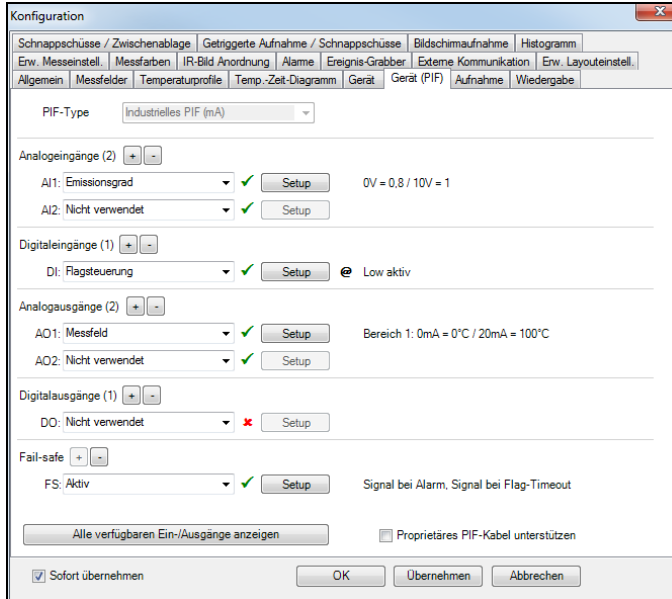 Konfiguration
Schnappschüsse / Zwischenablage Getriggerte Aufnahme / Schnappschüsse Bildschirmaufnahme Histogramm
Erw. Messeinstell. Messfarben IR-Bild Anordnung Alarme Ereignis-Grabber Externe Kommunikation Erw. Layouteinstell.
Allgemein Messfelder Temperaturprofile Temp.-Zeit-Diagramm Gerät Gerät (PIF) Aufnahme Wiedergabe
PIF-Type Industrielles PIF (mA)
Analogeingänge (2) + -
AI1: Emissionsgrad Setup 0V = 0,8 / 10V = 1
AI2: Nicht verwendet Setup
Digitaleingänge (1) + -
DI: Flagsteuerung Setup @ Low aktiv
Analogausgänge (2) + -
AO1: Messfeld Setup Bereich 1: 0mA = 0°C / 20mA = 100°C
AO2: Nicht verwendet Setup
Digitalausgänge (1) + -
DO: Nicht verwendet Setup
Fail-safe + -
FS: Aktiv Setup Signal bei Alarm, Signal bei Flag-Timeout
Alle verfügbaren Ein-/Ausgänge anzeigen Proprietäres PIF-Kabel unterstützen
Sofort übernehmen OK Übernehmen Abbrechen